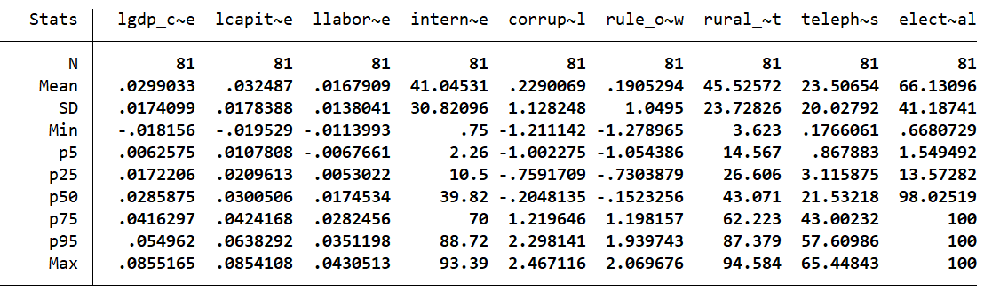 Stats lgdp_c~e lcapit~e llabor~e intern~e corrup~l rule_o~w rural_~t teleph~s elect~al
N 81 81 81 81 81 81 81 81 81
Mean .0299033 .032487 .0167909 41.04531 .2290069 .1905294 45.52572 23.50654 66.13096
SD .0174099 .0178388 .0138041 30.82096 1.128248 1.0495 23.72826 20.02792 41.18741
Min -.018156 -.019529 -.0113993 .75 -1.211142 -1.278965 3.623 .1766061 .6680729
p5 .0062575 .0107808 -.0067661 2.26 -1.002275 -1.054386 14.567 .867883 1.549492
p25 .0172206 .0209613 .0053022 10.5 -.7591709 -.7303879 26.606 3.115875 13.57282
p50 .0285875 .0300506 .0174534 39.82 -.2048135 -.1523256 43.071 21.53218 98.02519
p75 .0416297 .0424168 .0282456 70 1.219646 1.198157 62.223 43.00232 100
p95 .054962 .0638292 .0351198 88.72 2.298141 1.939743 87.379 57.60986 100
Max .0855165 .0854108 .0430513 93.39 2.467116 2.069676 94.584 65.44843 100